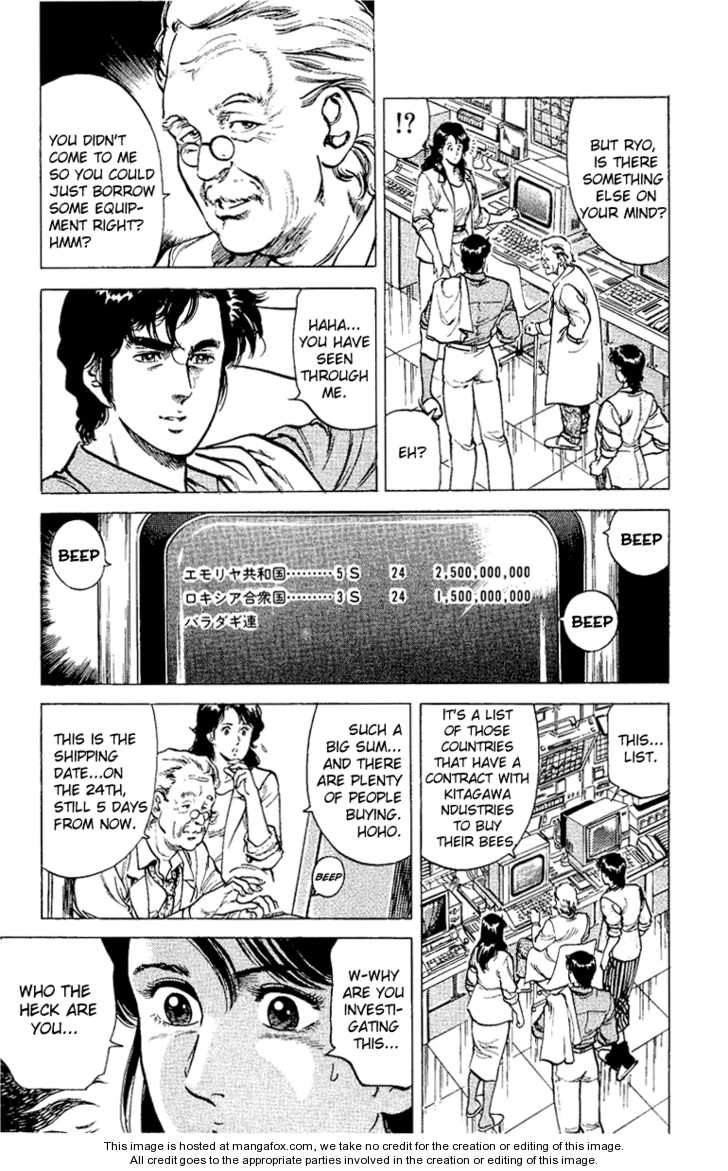 BUT RYO,
IS THERE
SOMETHING
ELSE ON
YOUR MIND?
!?
EH?
YOU DIDN'T
COME TO ME
SO YOU COULD
JUST BORROW
SOME EQUIP-
MENT RIGHT?
HMM?
HAHA...
YOU HAVE
SEEN
THROUGH
ME.
BEEP
BEEP
エモリヤ共和国………5S 24 2,500,000,000
ロキシア合衆国………3S 24 1,500,000,000
バラダギ連
BEEP
THIS...
LIST.
IT'S A LIST
OF THOSE
COUNTRIES
THAT HAVE A
CONTRACT WITH
KITAGAWA
NDUSTRIES
TO BUY
THEIR BEES.
SUCH A
BIG SUM...
AND THERE
ARE PLENTY
OF PEOPLE
BUYING.
HOHO.
THIS IS THE
SHIPPING
DATE...ON
THE 24TH,
STILL 5 DAYS
FROM NOW.
BEEP
W-WHY
ARE YOU
INVESTI-
GATING
THIS...
WHO THE
HECK ARE
YOU...
This image is hosted at mangafox.com, we take no credit for the creation or editing of this image.
All credit goes to the appropriate parties involved in the creation or editing of this image.